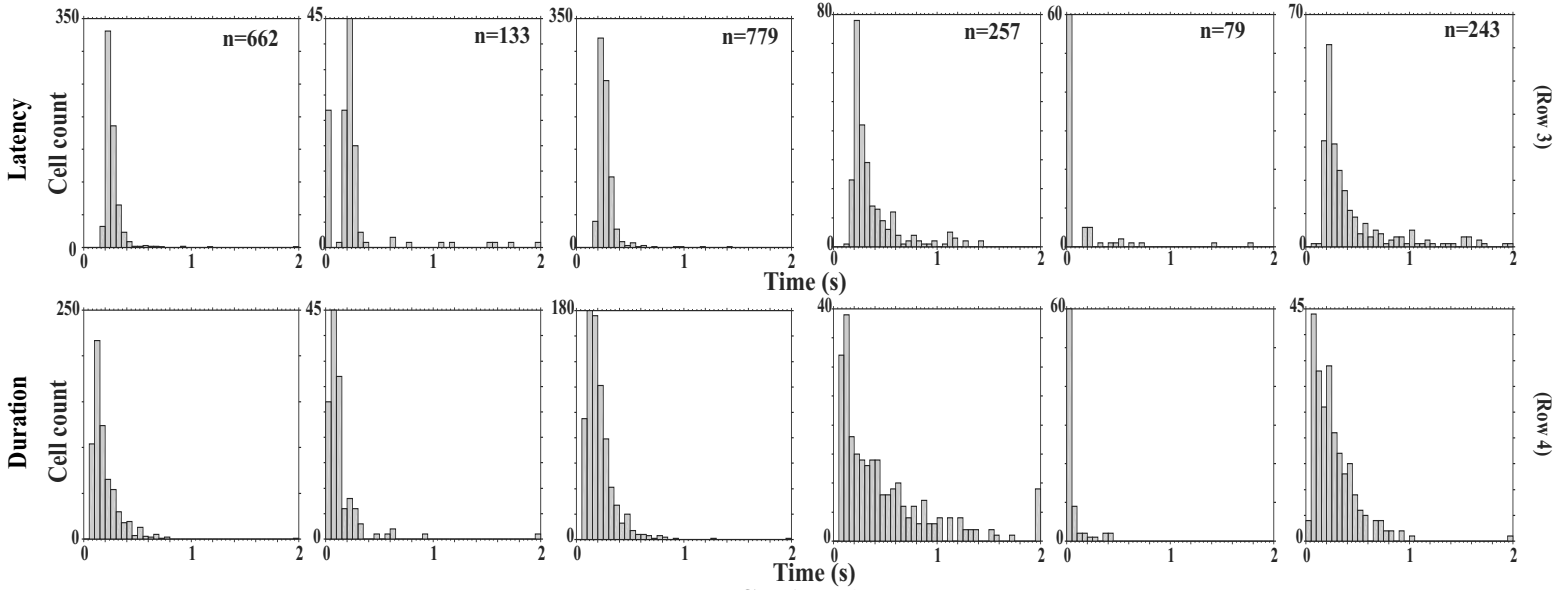 350 45 350 80 60 70
n=662 n=133 n=779 n=257 n=79 n=243
Latency
Cell count
(Row 3)
0 0 0 0 0 0
0 1 2 0 1 2 0 1 2 0 1 2 0 1 2 0 1 2
Time (s)
250 45 180 40 60 45
Duration
Cell count
(Row 4)
0 0 0 0 0 0
0 1 2 0 1 2 0 1 2 0 1 2 0 1 2 0 1 2
Time (s)